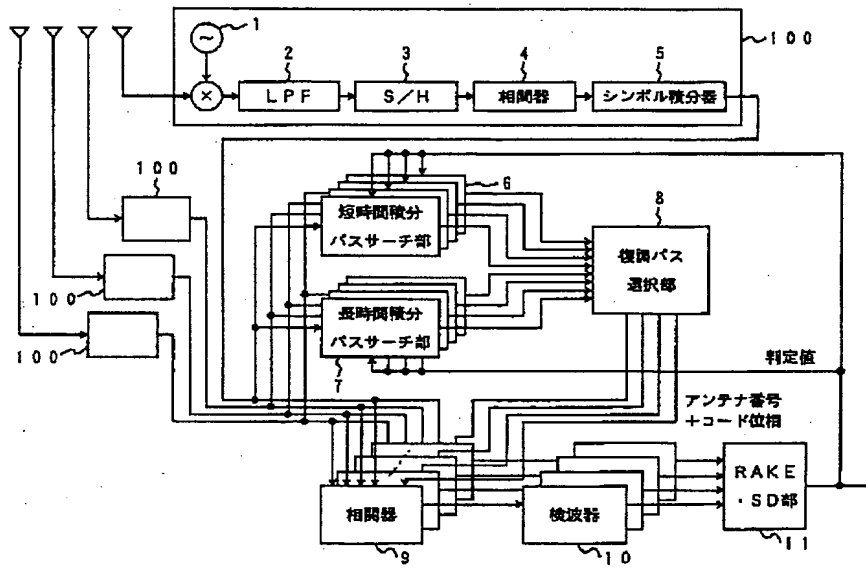 1
100
2
3
4
5
LPF
S/H
相関器
シンボル積分器
100
6
8
短時間積分
パスサーチ部
復調パス
選択部
100
長時間積分
パスサーチ部
100
7
判定値
アンテナ番号
+コード位相
RAKE
・SD部
相関器
検波器
9
10
11